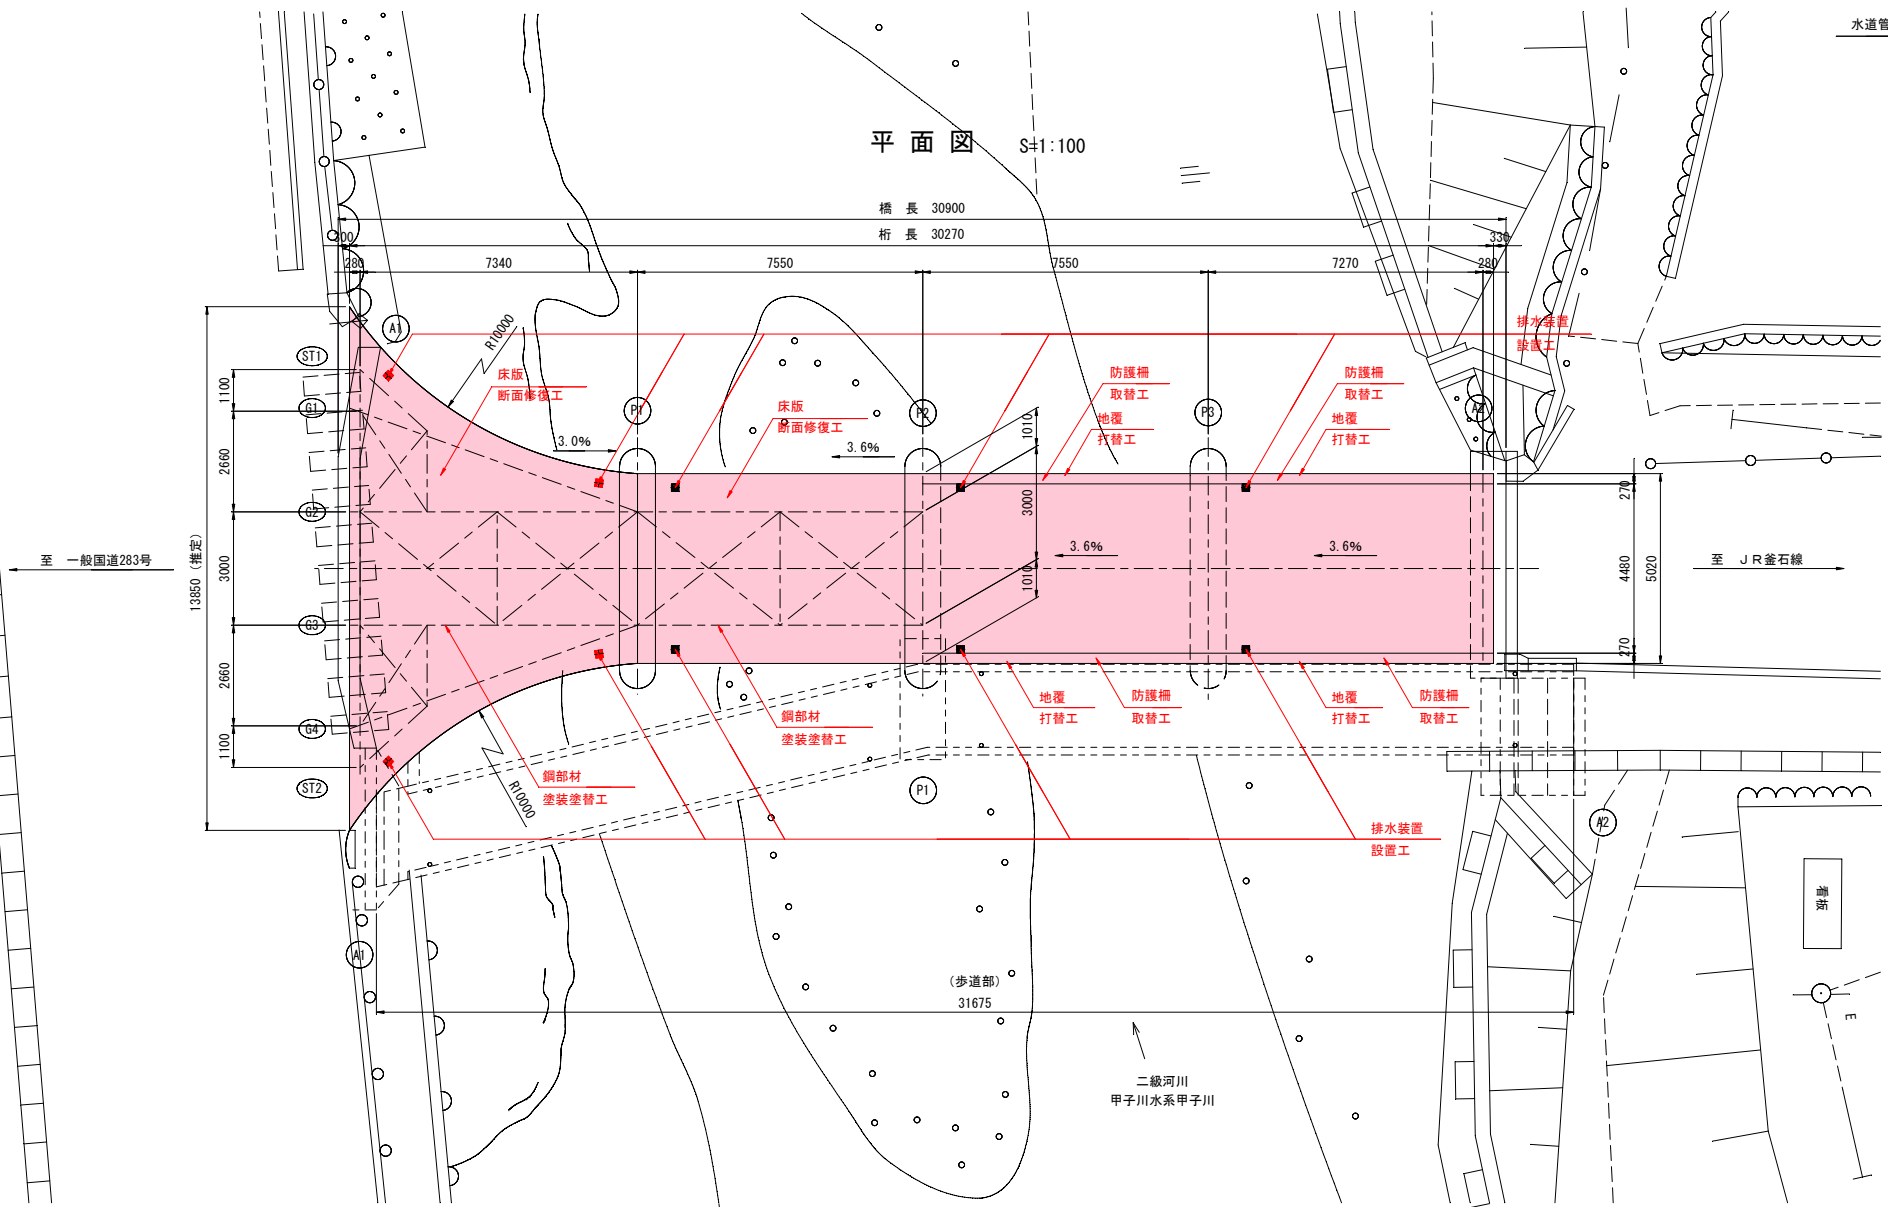 水道管
平面図 S=1:100
橋長 30900
桁長 30270
300
330
280
7340
7550
7550
7270
280
A1
R10000
排水装置
設置工
ST1
床版
断面修復工
床版
断面修復工
防護柵
取替工
防護柵
取替工
地覆
打替工
地覆
打替工
1100
G1
P1
P2
P3
A2
1010
3.0%
3.6%
2660
270
3000
G2
至 一般国道283号
13850 (推定)
3000
3.6%
3.6%
4480
5020
至 JR釜石線
1010
G3
270
2660
地覆
打替工
防護柵
取替工
地覆
打替工
防護柵
取替工
鋼部材
塗装塗替工
G4
1100
鋼部材
塗装塗替工
ST2
R10000
P1
排水装置
設置工
A2
看板
A1
(歩道部)
31675
E
二級河川
甲子川水系甲子川